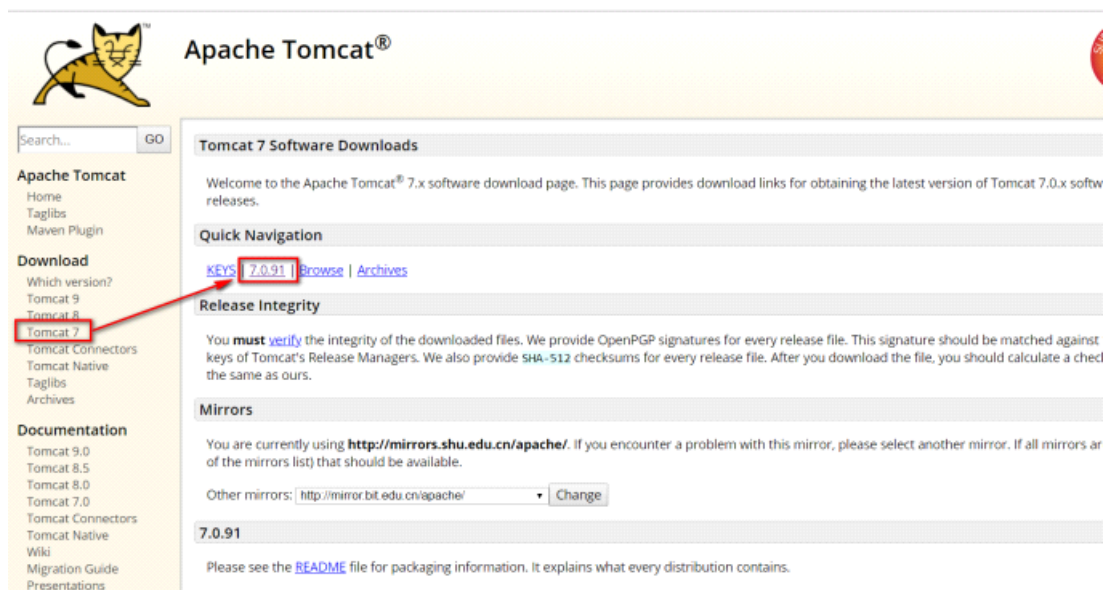 Apache Tomcat®
TM
Search...
GO
Apache Tomcat
Home
Taglibs
Maven Plugin
Download
Which version?
Tomcat 9
Tomcat 8
Tomcat 7
Tomcat Connectors
Tomcat Native
Taglibs
Archives
Documentation
Tomcat 9.0
Tomcat 8.5
Tomcat 8.0
Tomcat 7.0
Tomcat Connectors
Tomcat Native
Wiki
Migration Guide
Presentations
Tomcat 7 Software Downloads
Welcome to the Apache Tomcat® 7.x software download page. This page provides download links for obtaining the latest version of Tomcat 7.0.x softw
releases.
Quick Navigation
KEYS | 7.0.91 | Browse | Archives
Release Integrity
You must verify the integrity of the downloaded files. We provide OpenPGP signatures for every release file. This signature should be matched against
keys of Tomcat's Release Managers. We also provide SHA-512 checksums for every release file. After you download the file, you should calculate a chec
the same as ours.
Mirrors
You are currently using http://mirrors.shu.edu.cn/apache/. If you encounter a problem with this mirror, please select another mirror. If all mirrors ar
of the mirrors list) that should be available.
Other mirrors: http://mirror.bit.edu.cn/apache/ Change
7.0.91
Please see the README file for packaging information. It explains what every distribution contains.